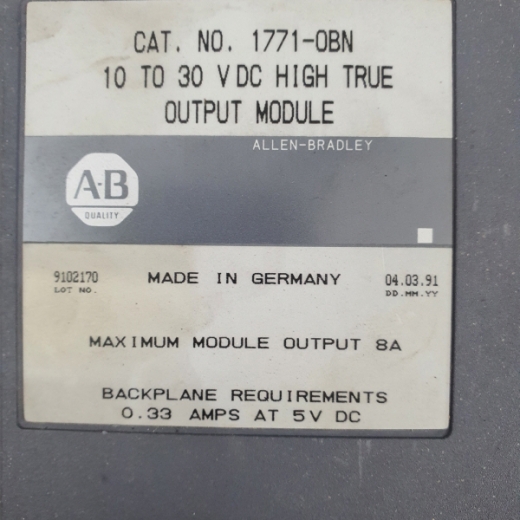 CAT. NO. 1771-OBN
10 TO 30 V DC HIGH TRUE
OUTPUT MODULE
ALLEN-BRADLEY
A-B
QUALITY
9102170 MADE IN GERMANY 04.03.91
LOT NO. DD.MM.YY
MAXIMUM MODULE OUTPUT 8A
BACKPLANE REQUIREMENTS
0.33 AMPS AT 5V DC